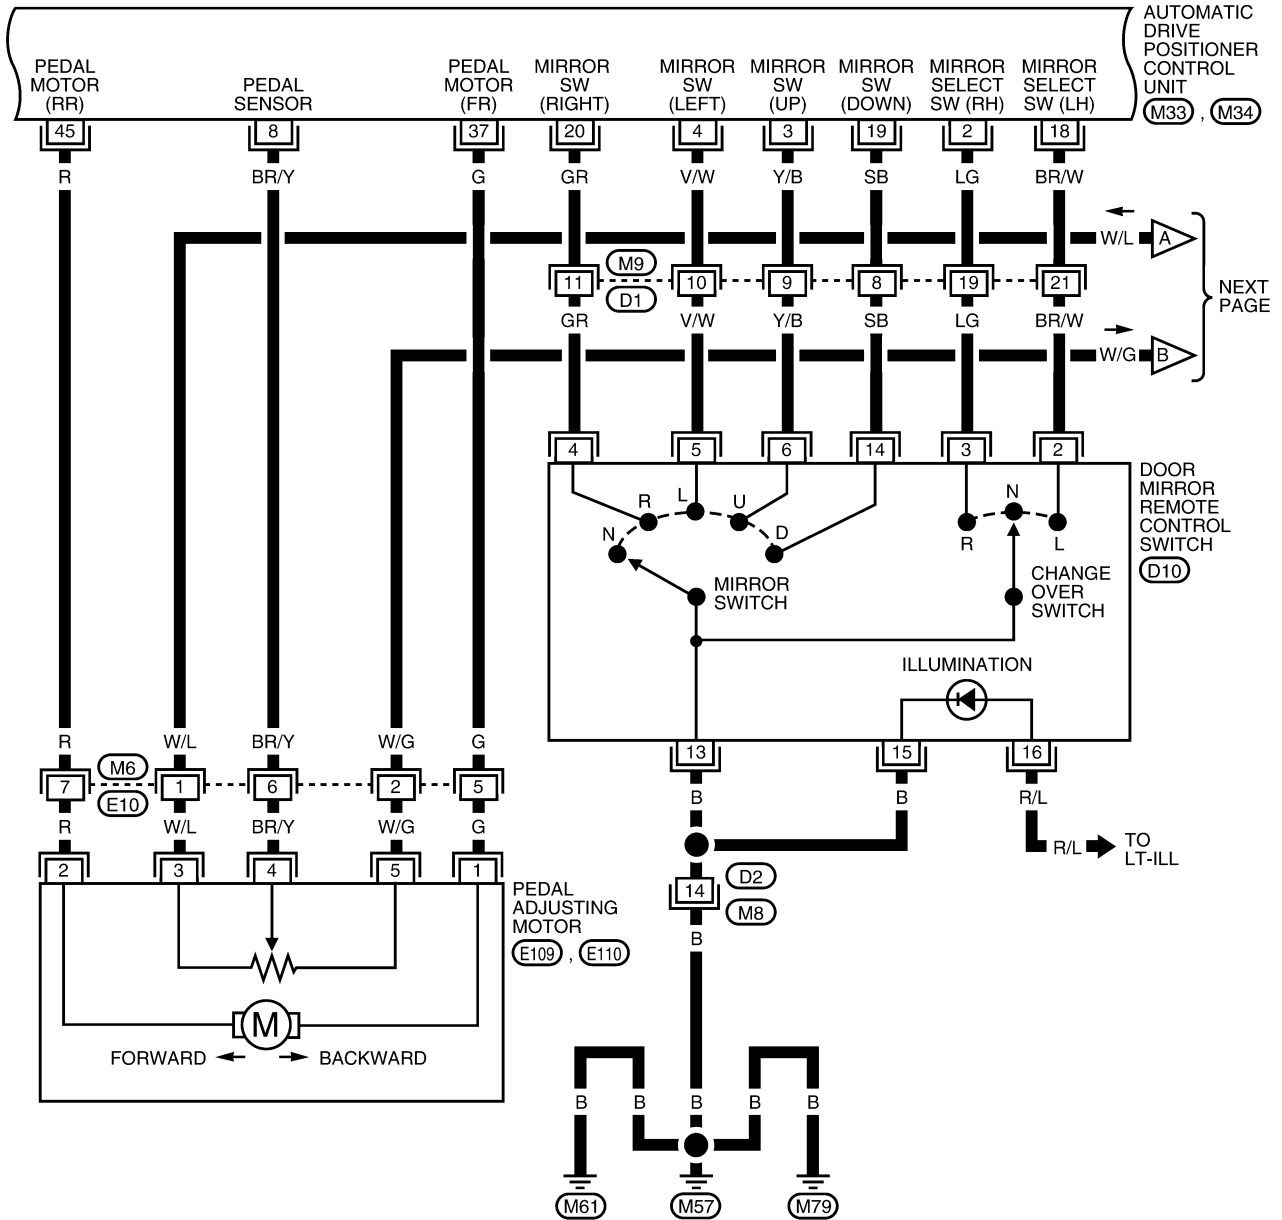 AUTOMATIC
DRIVE
POSITIONER
CONTROL
UNIT
M33 , M34
PEDAL MOTOR (RR)
PEDAL SENSOR
PEDAL MOTOR (FR)
MIRROR SW (RIGHT)
MIRROR SW (LEFT)
MIRROR SW (UP)
MIRROR SW (DOWN)
MIRROR SELECT SW (RH)
MIRROR SELECT SW (LH)
45 8 37 20 4 3 19 2 18
R BR/Y G GR V/W Y/B SB LG BR/W
W/L A
M9
11 10 9 8 19 21
D1
NEXT
PAGE
GR V/W Y/B SB LG BR/W
W/G B
4 5 6 14 3 2
DOOR
MIRROR
REMOTE
CONTROL
SWITCH
D10
N R L U D
R N L
MIRROR
SWITCH
CHANGE
OVER
SWITCH
ILLUMINATION
R W/L BR/Y W/G G
13 15 16
M6
7 1 6 2 5
E10
B B R/L
R W/L BR/Y W/G G
R/L TO
LT-ILL
2 3 4 5 1
PEDAL
ADJUSTING
MOTOR
E109 , E110
14
D2
M8
B
M
FORWARD BACKWARD
B B B B B
M61 M57 M79